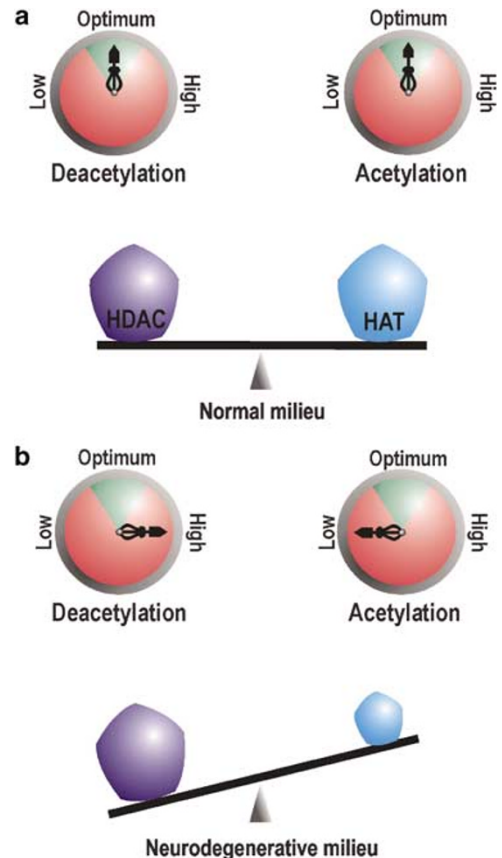 a
Optimum Optimum
Low High Low High
Deacetylation Acetylation
HDAC HAT
Normal milieu
b
Optimum Optimum
Low High Low High
Deacetylation Acetylation
Neurodegenerative milieu